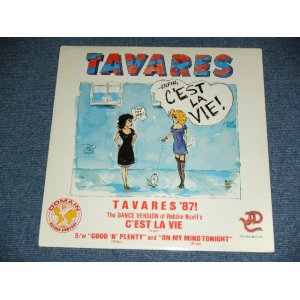 TAVARES
...ENFIN,
C'EST
LA
VIE!
TAVARES '87!
The DANCE VERSION of Robbie Nevil's
C'EST LA VIE
B/w "GOOD 'N' PLENTY" and "ON MY MIND TONIGHT"
DOMAIN